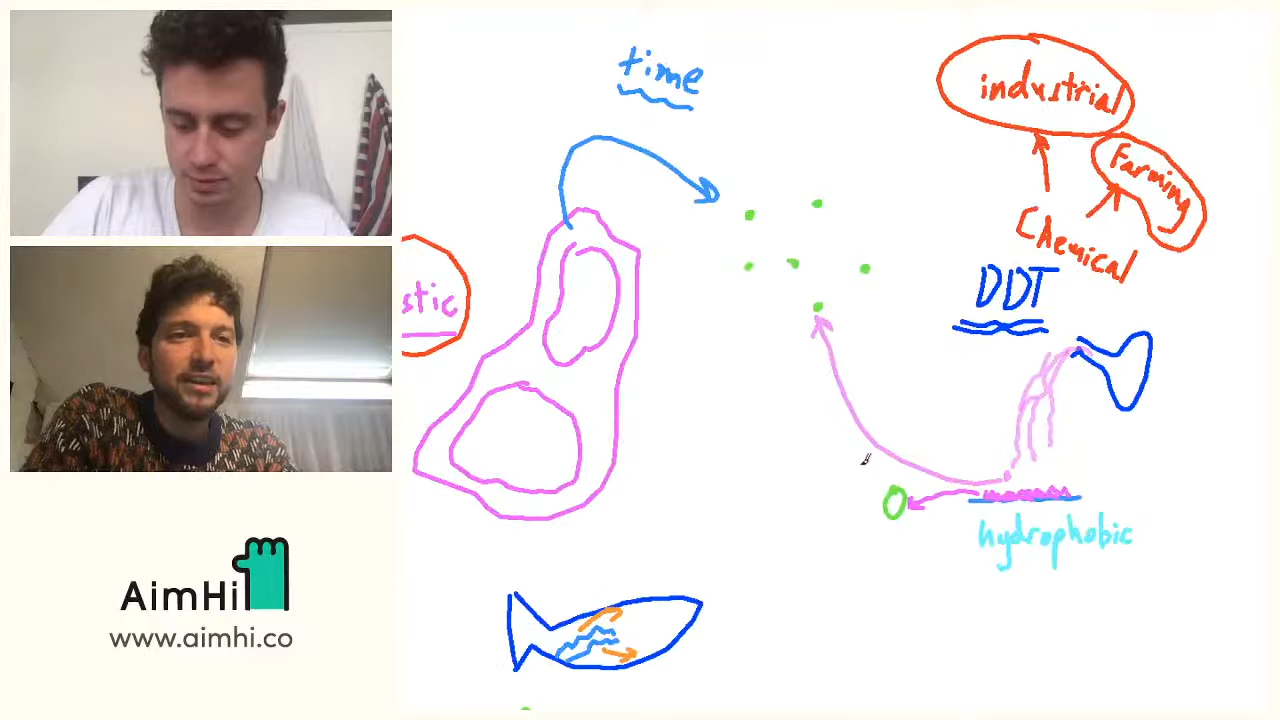 time
industrial
Farming
Chemical
DDT
stic
hydrophobic
AimHi
www.aimhi.co